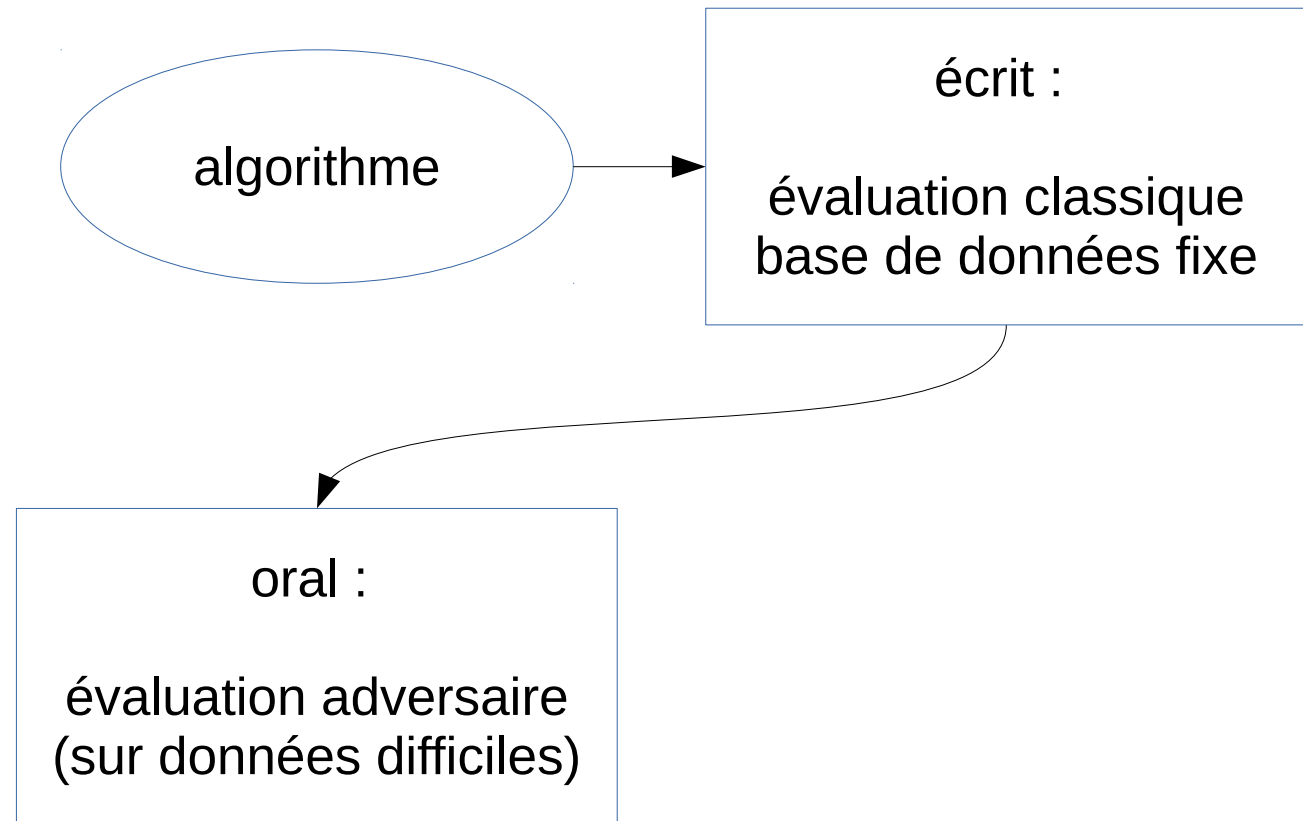 algorithme
écrit :
évaluation classique
base de données fixe
oral :
évaluation adversaire
(sur données difficiles)